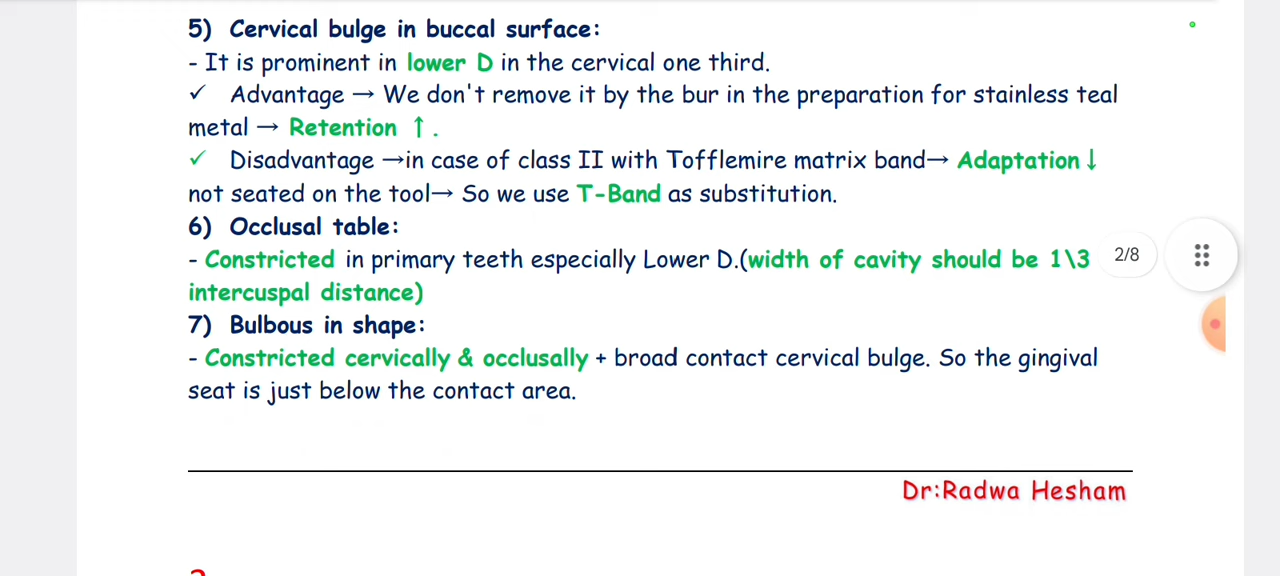 5) Cervical bulge in buccal surface:
- It is prominent in lower D in the cervical one third.
✓ Advantage → We don't remove it by the bur in the preparation for stainless teal
metal → Retention ↑ .
✓ Disadvantage →in case of class II with Tofflemire matrix band→ Adaptation ↓
not seated on the tool→ So we use T-Band as substitution.
6) Occlusal table:
- Constricted in primary teeth especially Lower D.(width of cavity should be 1\3
intercuspal distance)
2/8
7) Bulbous in shape:
- Constricted cervically & occlusally + broad contact cervical bulge. So the gingival
seat is just below the contact area.
Dr:Radwa Hesham